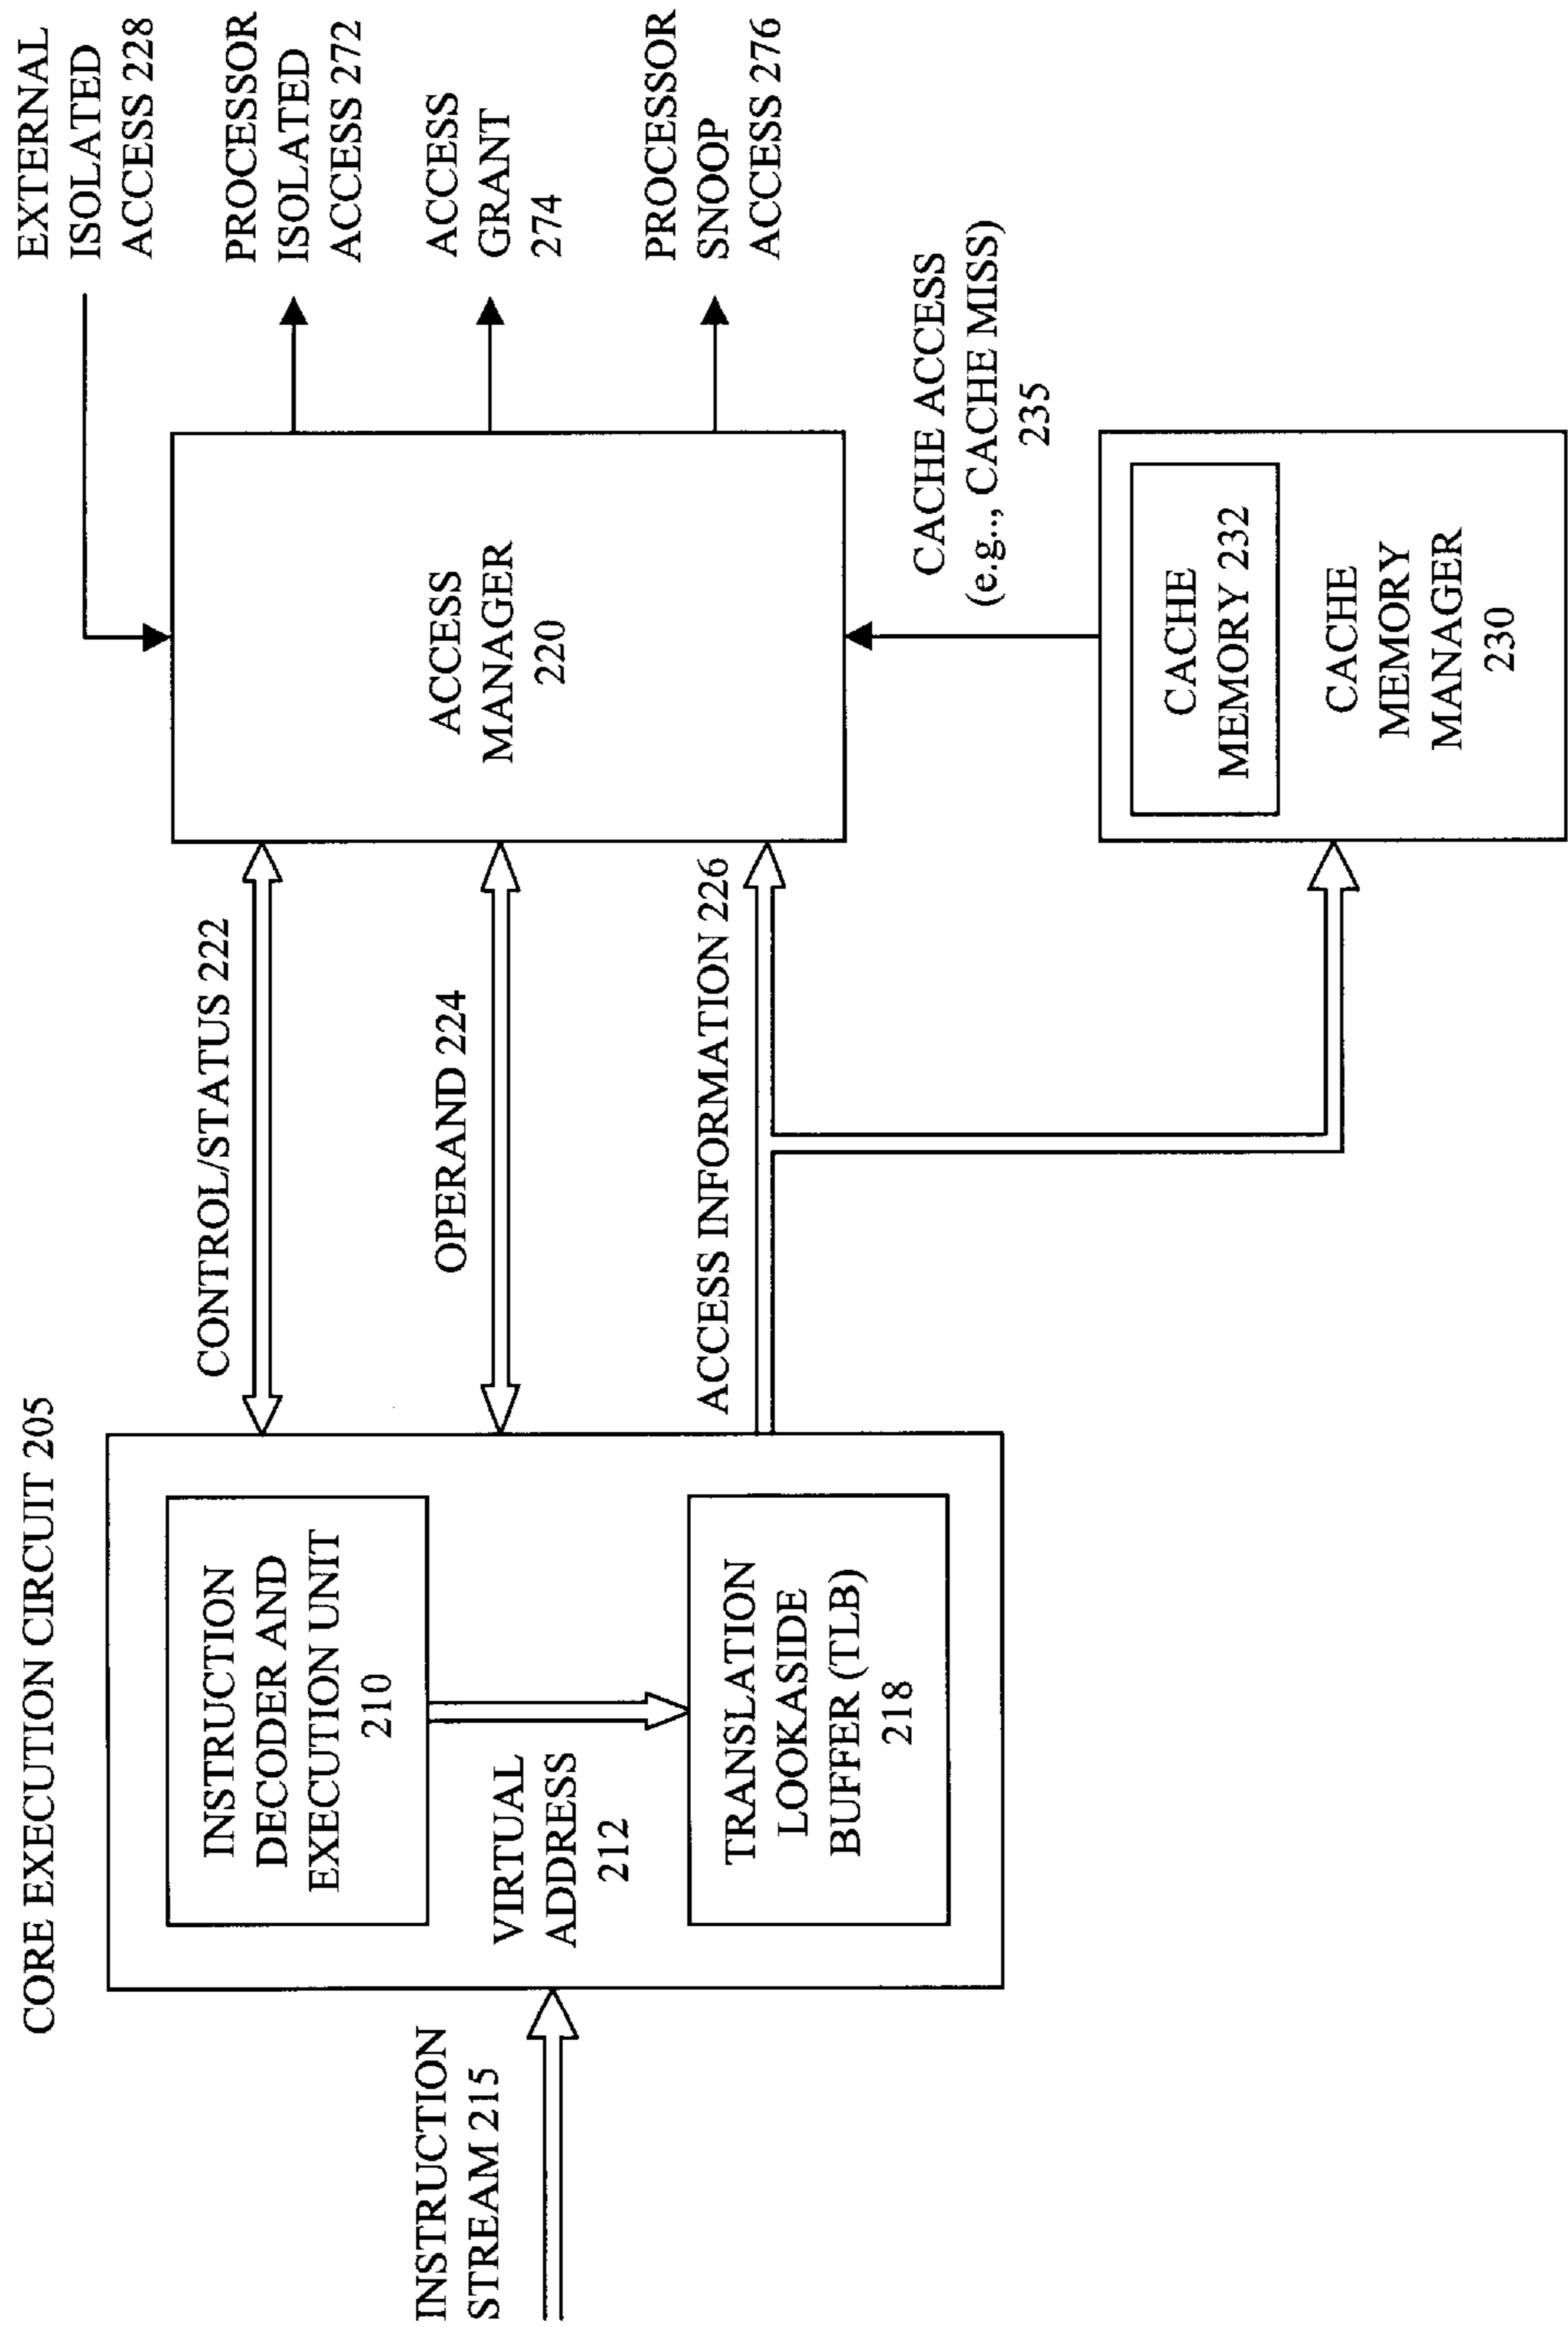 CORE EXECUTION CIRCUIT 205
INSTRUCTION
STREAM 215
INSTRUCTION
DECODER AND
EXECUTION UNIT
210
VIRTUAL
ADDRESS
212
TRANSLATION
LOOKASIDE
BUFFER (TLB)
218
CONTROL/STATUS 222
OPERAND 224
ACCESS INFORMATION 226
ACCESS
MANAGER
220
EXTERNAL
ISOLATED
ACCESS 228
PROCESSOR
ISOLATED
ACCESS 272
ACCESS
GRANT
274
PROCESSOR
SNOOP
ACCESS 276
CACHE ACCESS
(e.g.., CACHE MISS)
235
CACHE
MEMORY 232
CACHE
MEMORY
MANAGER
230